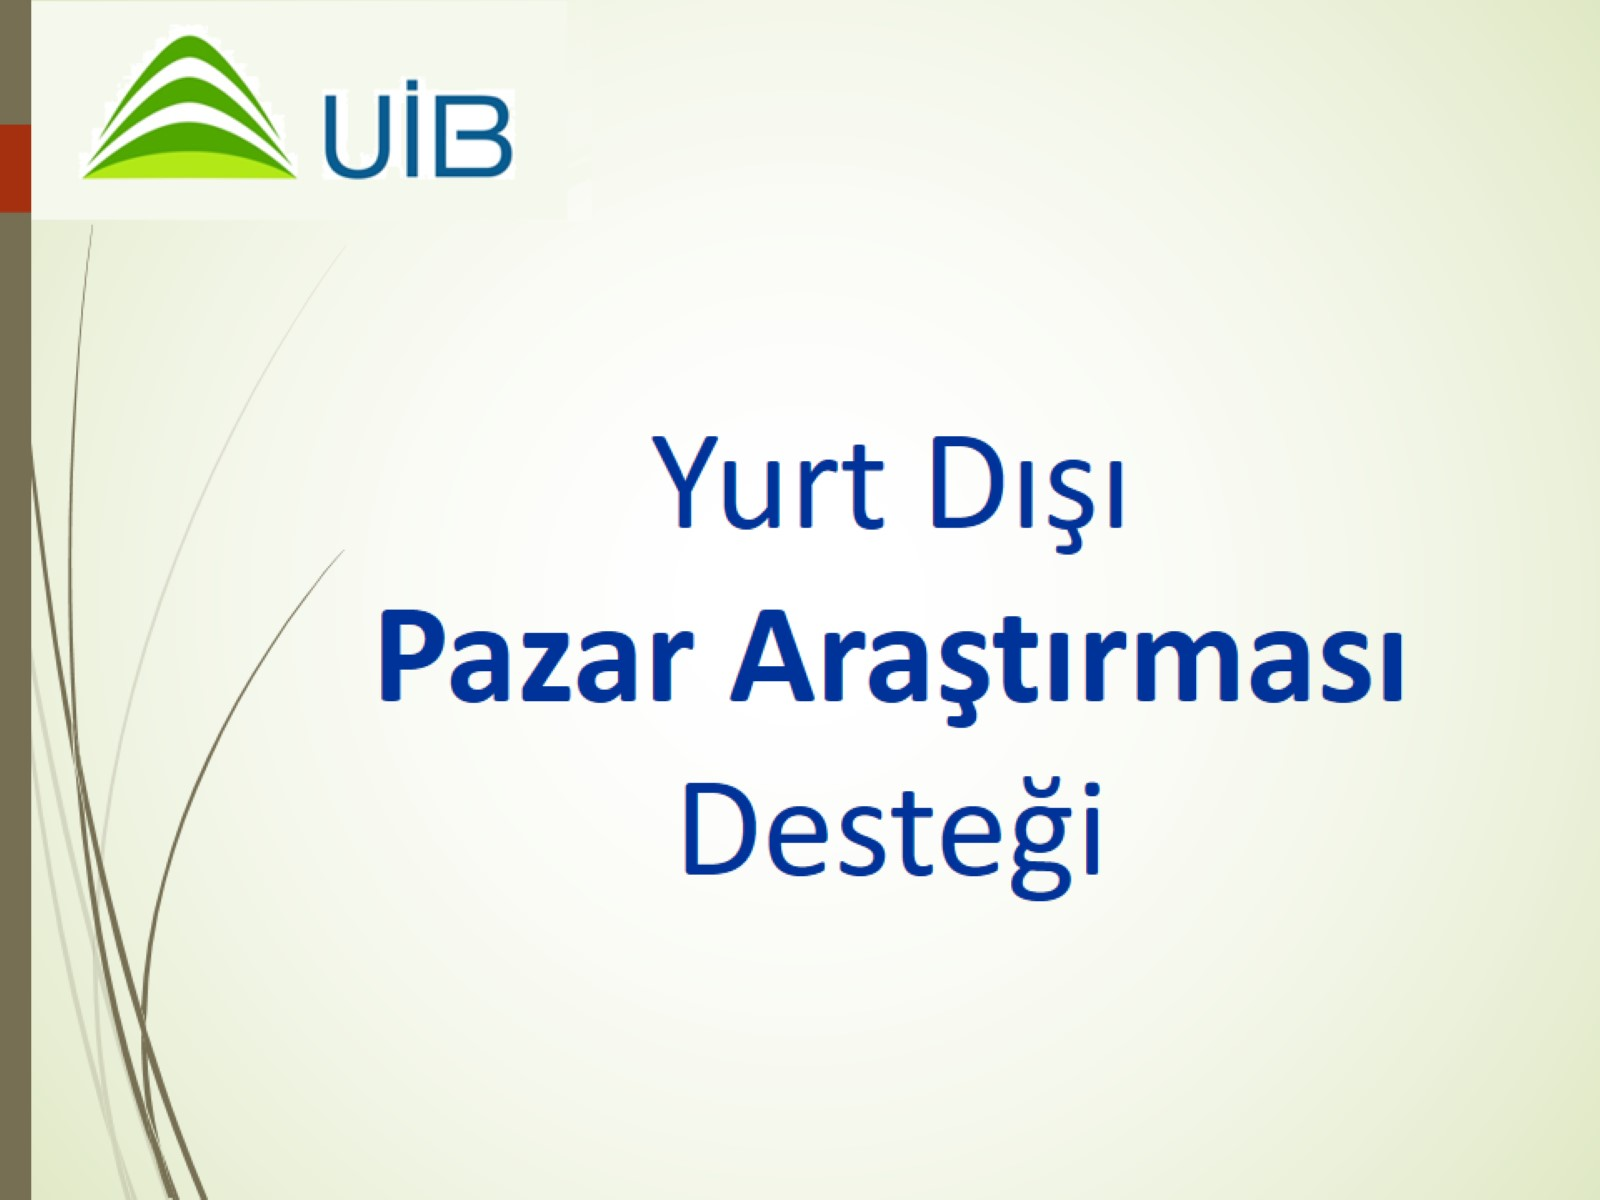 UİB
Yurt Dışı
Pazar Araştırması
Desteği